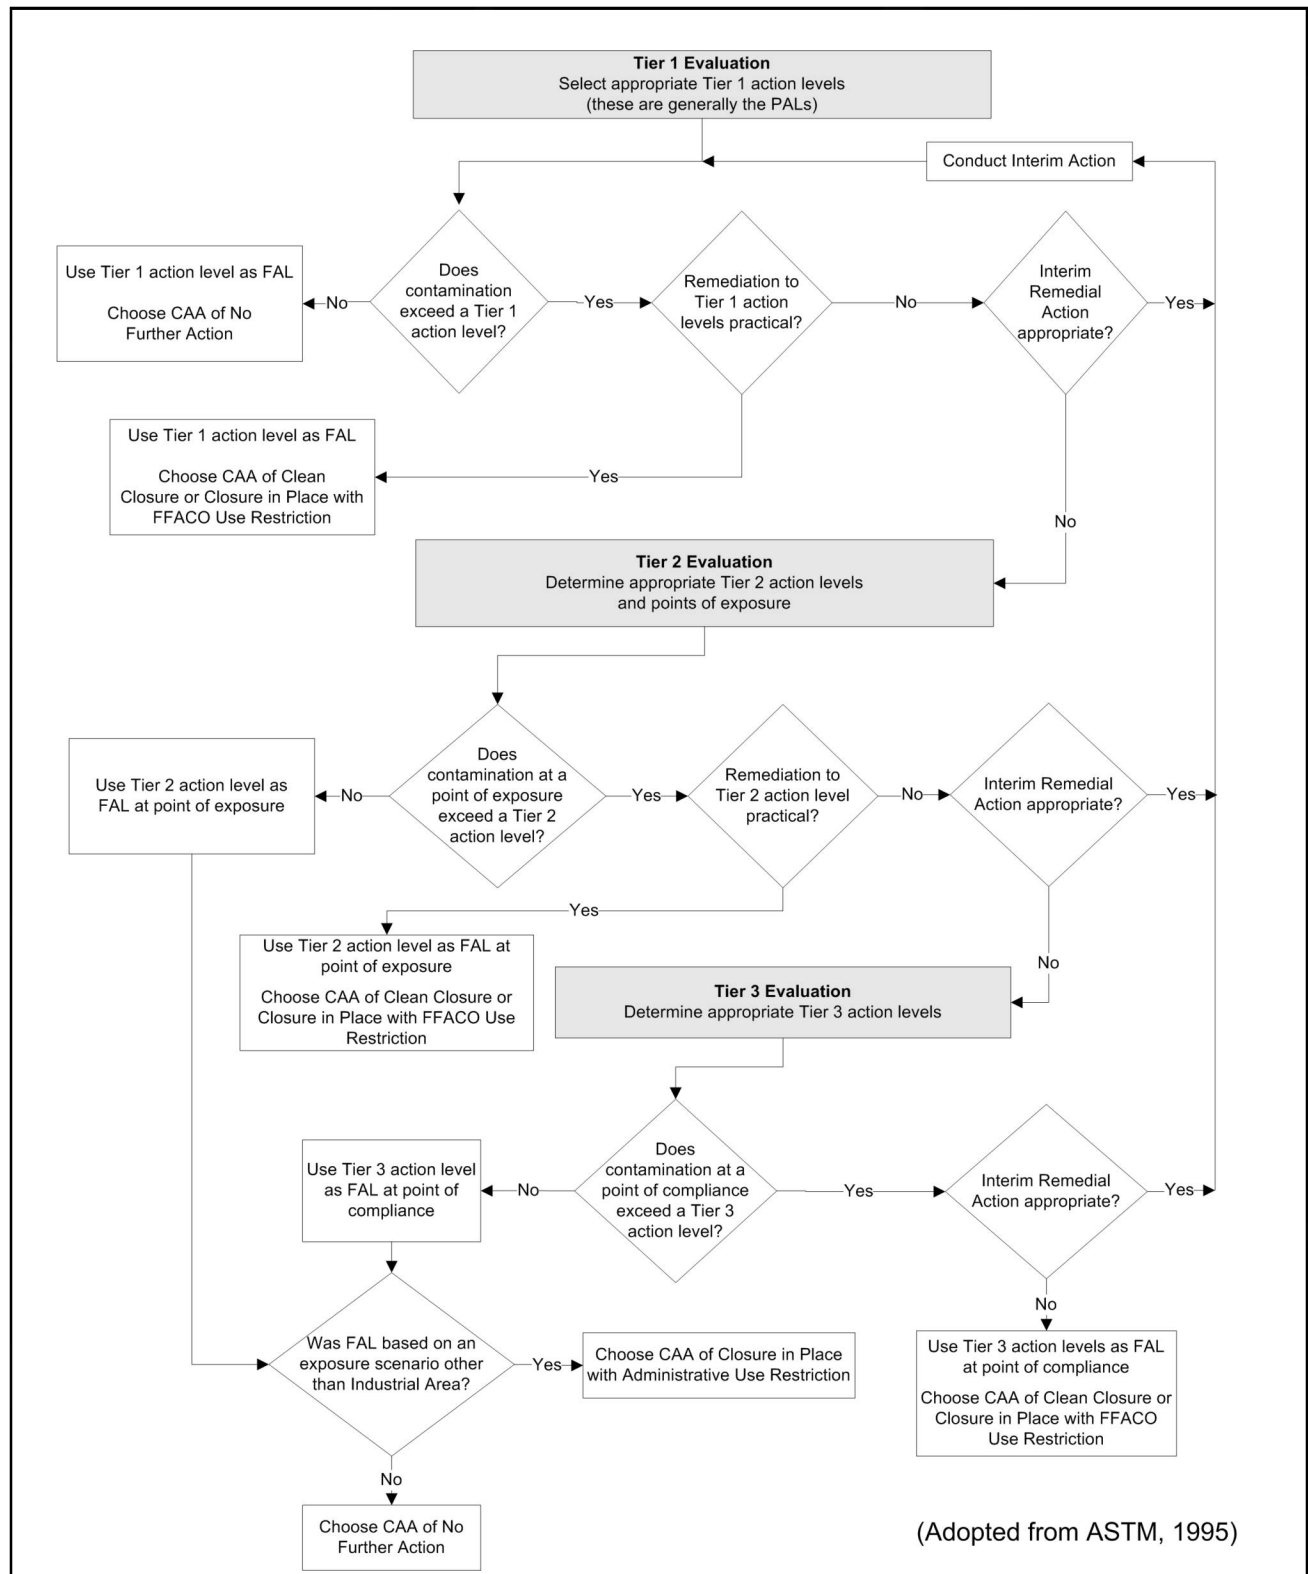 Tier 1 Evaluation
Select appropriate Tier 1 action levels
(these are generally the PALs)
Conduct Interim Action
Use Tier 1 action level as FAL
Choose CAA of No
Further Action
No
Does
contamination
exceed a Tier 1
action level?
Yes
Remediation to
Tier 1 action
levels practical?
No
Interim
Remedial
Action
appropriate?
Yes
Use Tier 1 action level as FAL
Choose CAA of Clean
Closure or Closure in Place with
FFACO Use Restriction
Yes
No
Tier 2 Evaluation
Determine appropriate Tier 2 action levels
and points of exposure
Use Tier 2 action level as
FAL at point of exposure
No
Does
contamination at a
point of exposure
exceed a Tier 2
action level?
Yes
Remediation to
Tier 2 action level
practical?
No
Interim Remedial
Action appropriate?
Yes
Yes
Use Tier 2 action level as FAL at
point of exposure
Choose CAA of Clean Closure or
Closure in Place with FFACO Use
Restriction
No
Tier 3 Evaluation
Determine appropriate Tier 3 action levels
Use Tier 3 action level
as FAL at point of
compliance
No
Does
contamination at a
point of compliance
exceed a Tier 3
action level?
Yes
Interim Remedial
Action appropriate?
Yes
No
Was FAL based on an
exposure scenario other
than Industrial Area?
Yes
Choose CAA of Closure in Place
with Administrative Use Restriction
Use Tier 3 action levels as FAL
at point of compliance
Choose CAA of Clean Closure or
Closure in Place with FFACO
Use Restriction
No
Choose CAA of No
Further Action
(Adopted from ASTM, 1995)